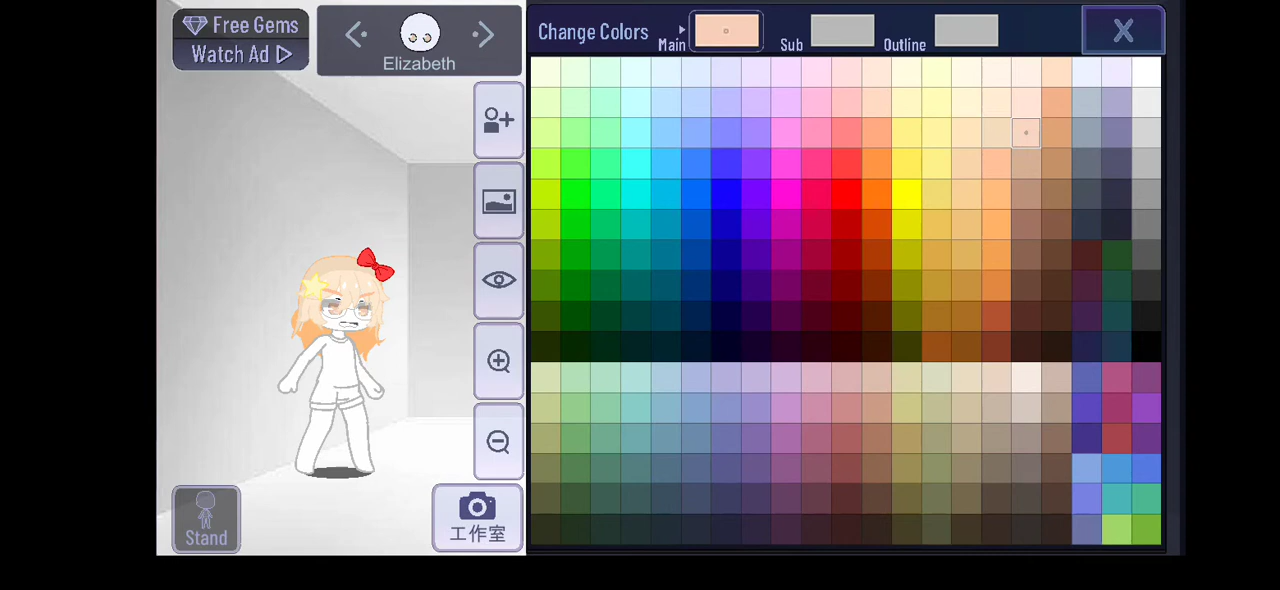 Free Gems
Watch Ad
Elizabeth
Change Colors
Main
Sub
Outline
X
Stand
工作室